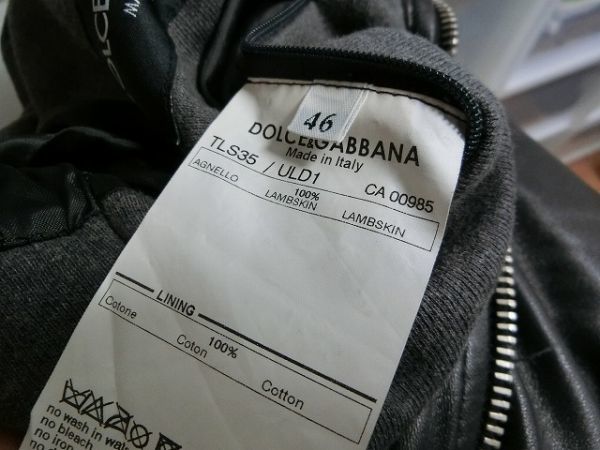 DOLCE
46
DOLCE&GABBANA
Made in Italy
TLS35 / ULD1 CA 00985
100%
AGNELLO LAMBSKIN LAMBSKIN
LINING
100%
Cotone Coton Cotton
no wash in
no bleach
no iron